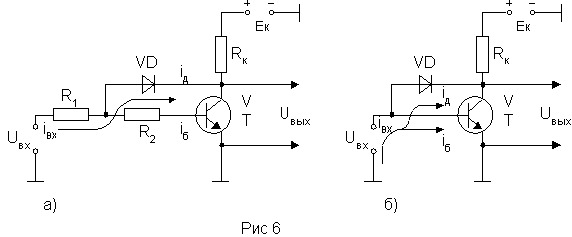 + −
Eк
Rк
VD
iд
R1
R2
V
T
Uвх
iвх
iб
Uвых
а)
+ −
Eк
Rк
VD
iд
V
T
Uвх
iвх
iб
Uвых
б)
Рис 6